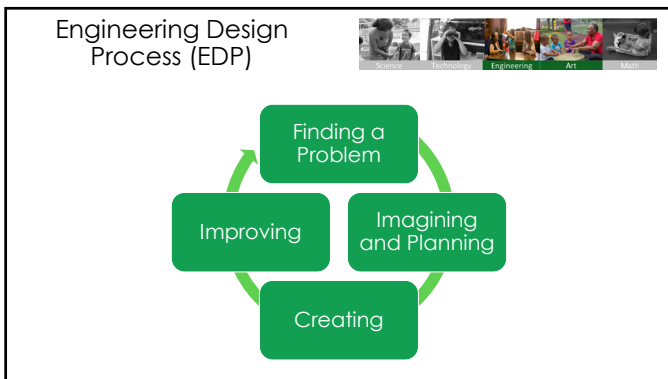 Engineering Design
Process (EDP)
Science Technology Engineering Art Math
Finding a
Problem
Improving
Imagining
and Planning
Creating